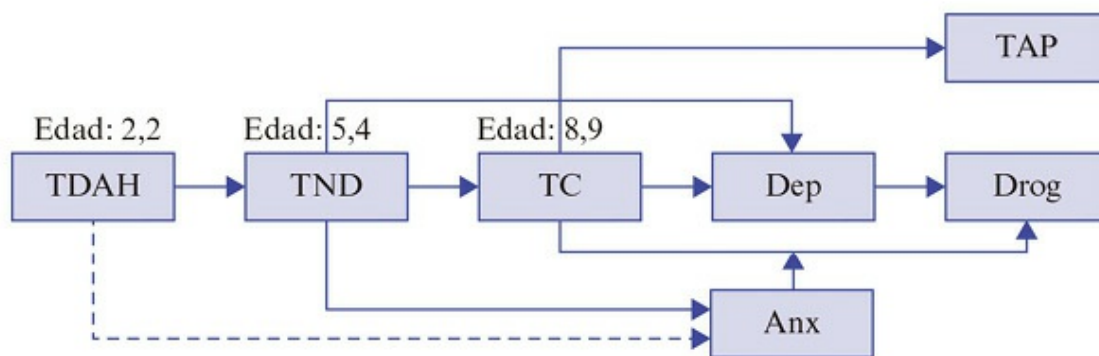 TAP
Edad: 2,2
Edad: 5,4
Edad: 8,9
TDAH
TND
TC
Dep
Drog
Anx